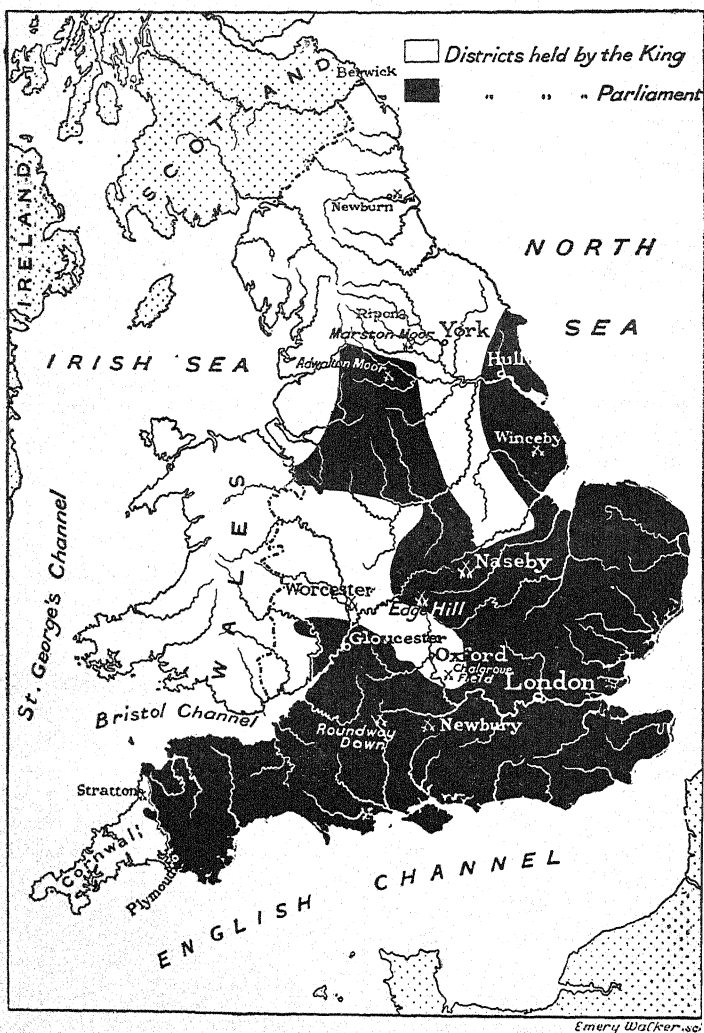 Districts held by the King
" " " Parliament
Berwick
SCOTLAND
IRELAND
Newburn
NORTH
SEA
Ripon
Marston Moor
York
IRISH SEA
Adwalton Moor
Hull
Winceby
WALES
St. George's Channel
Naseby
Worcester
Edge Hill
Gloucester
Oxford
Chalgrove
Field
London
Bristol Channel
Roundway
Down
Newbury
Stratton
Cornwall
Plymouth
ENGLISH CHANNEL
Emery Walker sc.